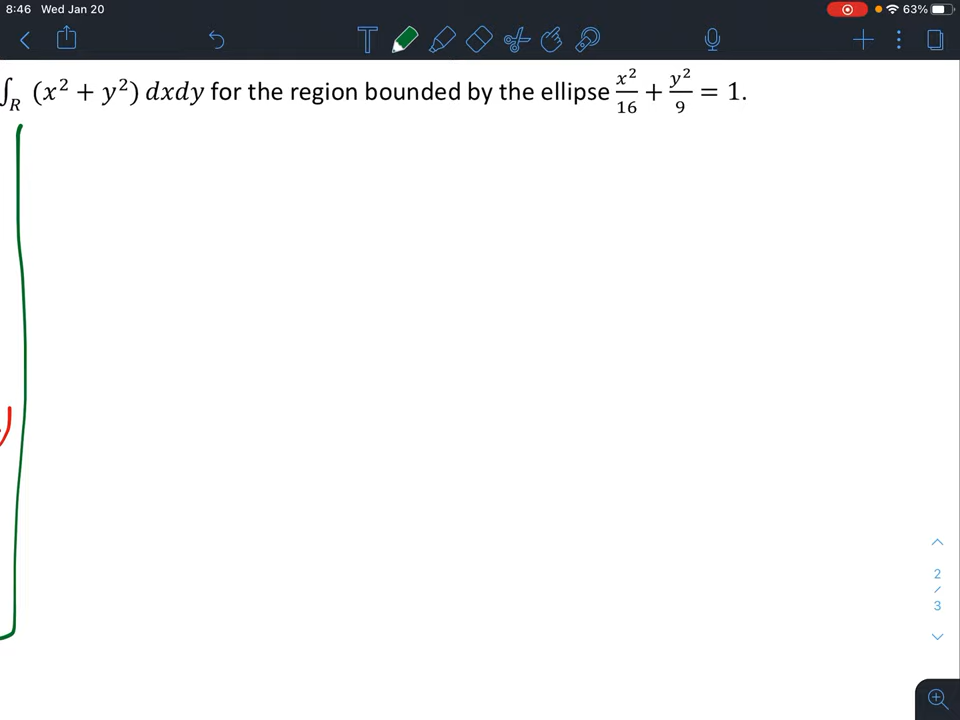 8:46 Wed Jan 20 63%
∫_R (x² + y²) dxdy for the region bounded by the ellipse x²/16 + y²/9 = 1.
2
/
3